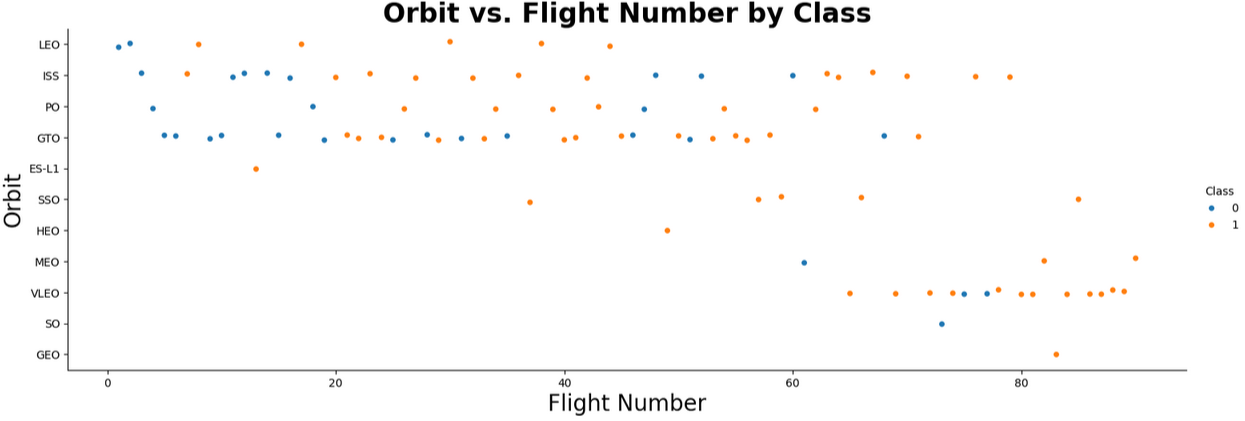 Orbit vs. Flight Number by Class
LEO
ISS
PO
GTO
ES-L1
SSO
HEO
MEO
VLEO
SO
GEO
Orbit
0 20 40 60 80
Flight Number
Class
0
1